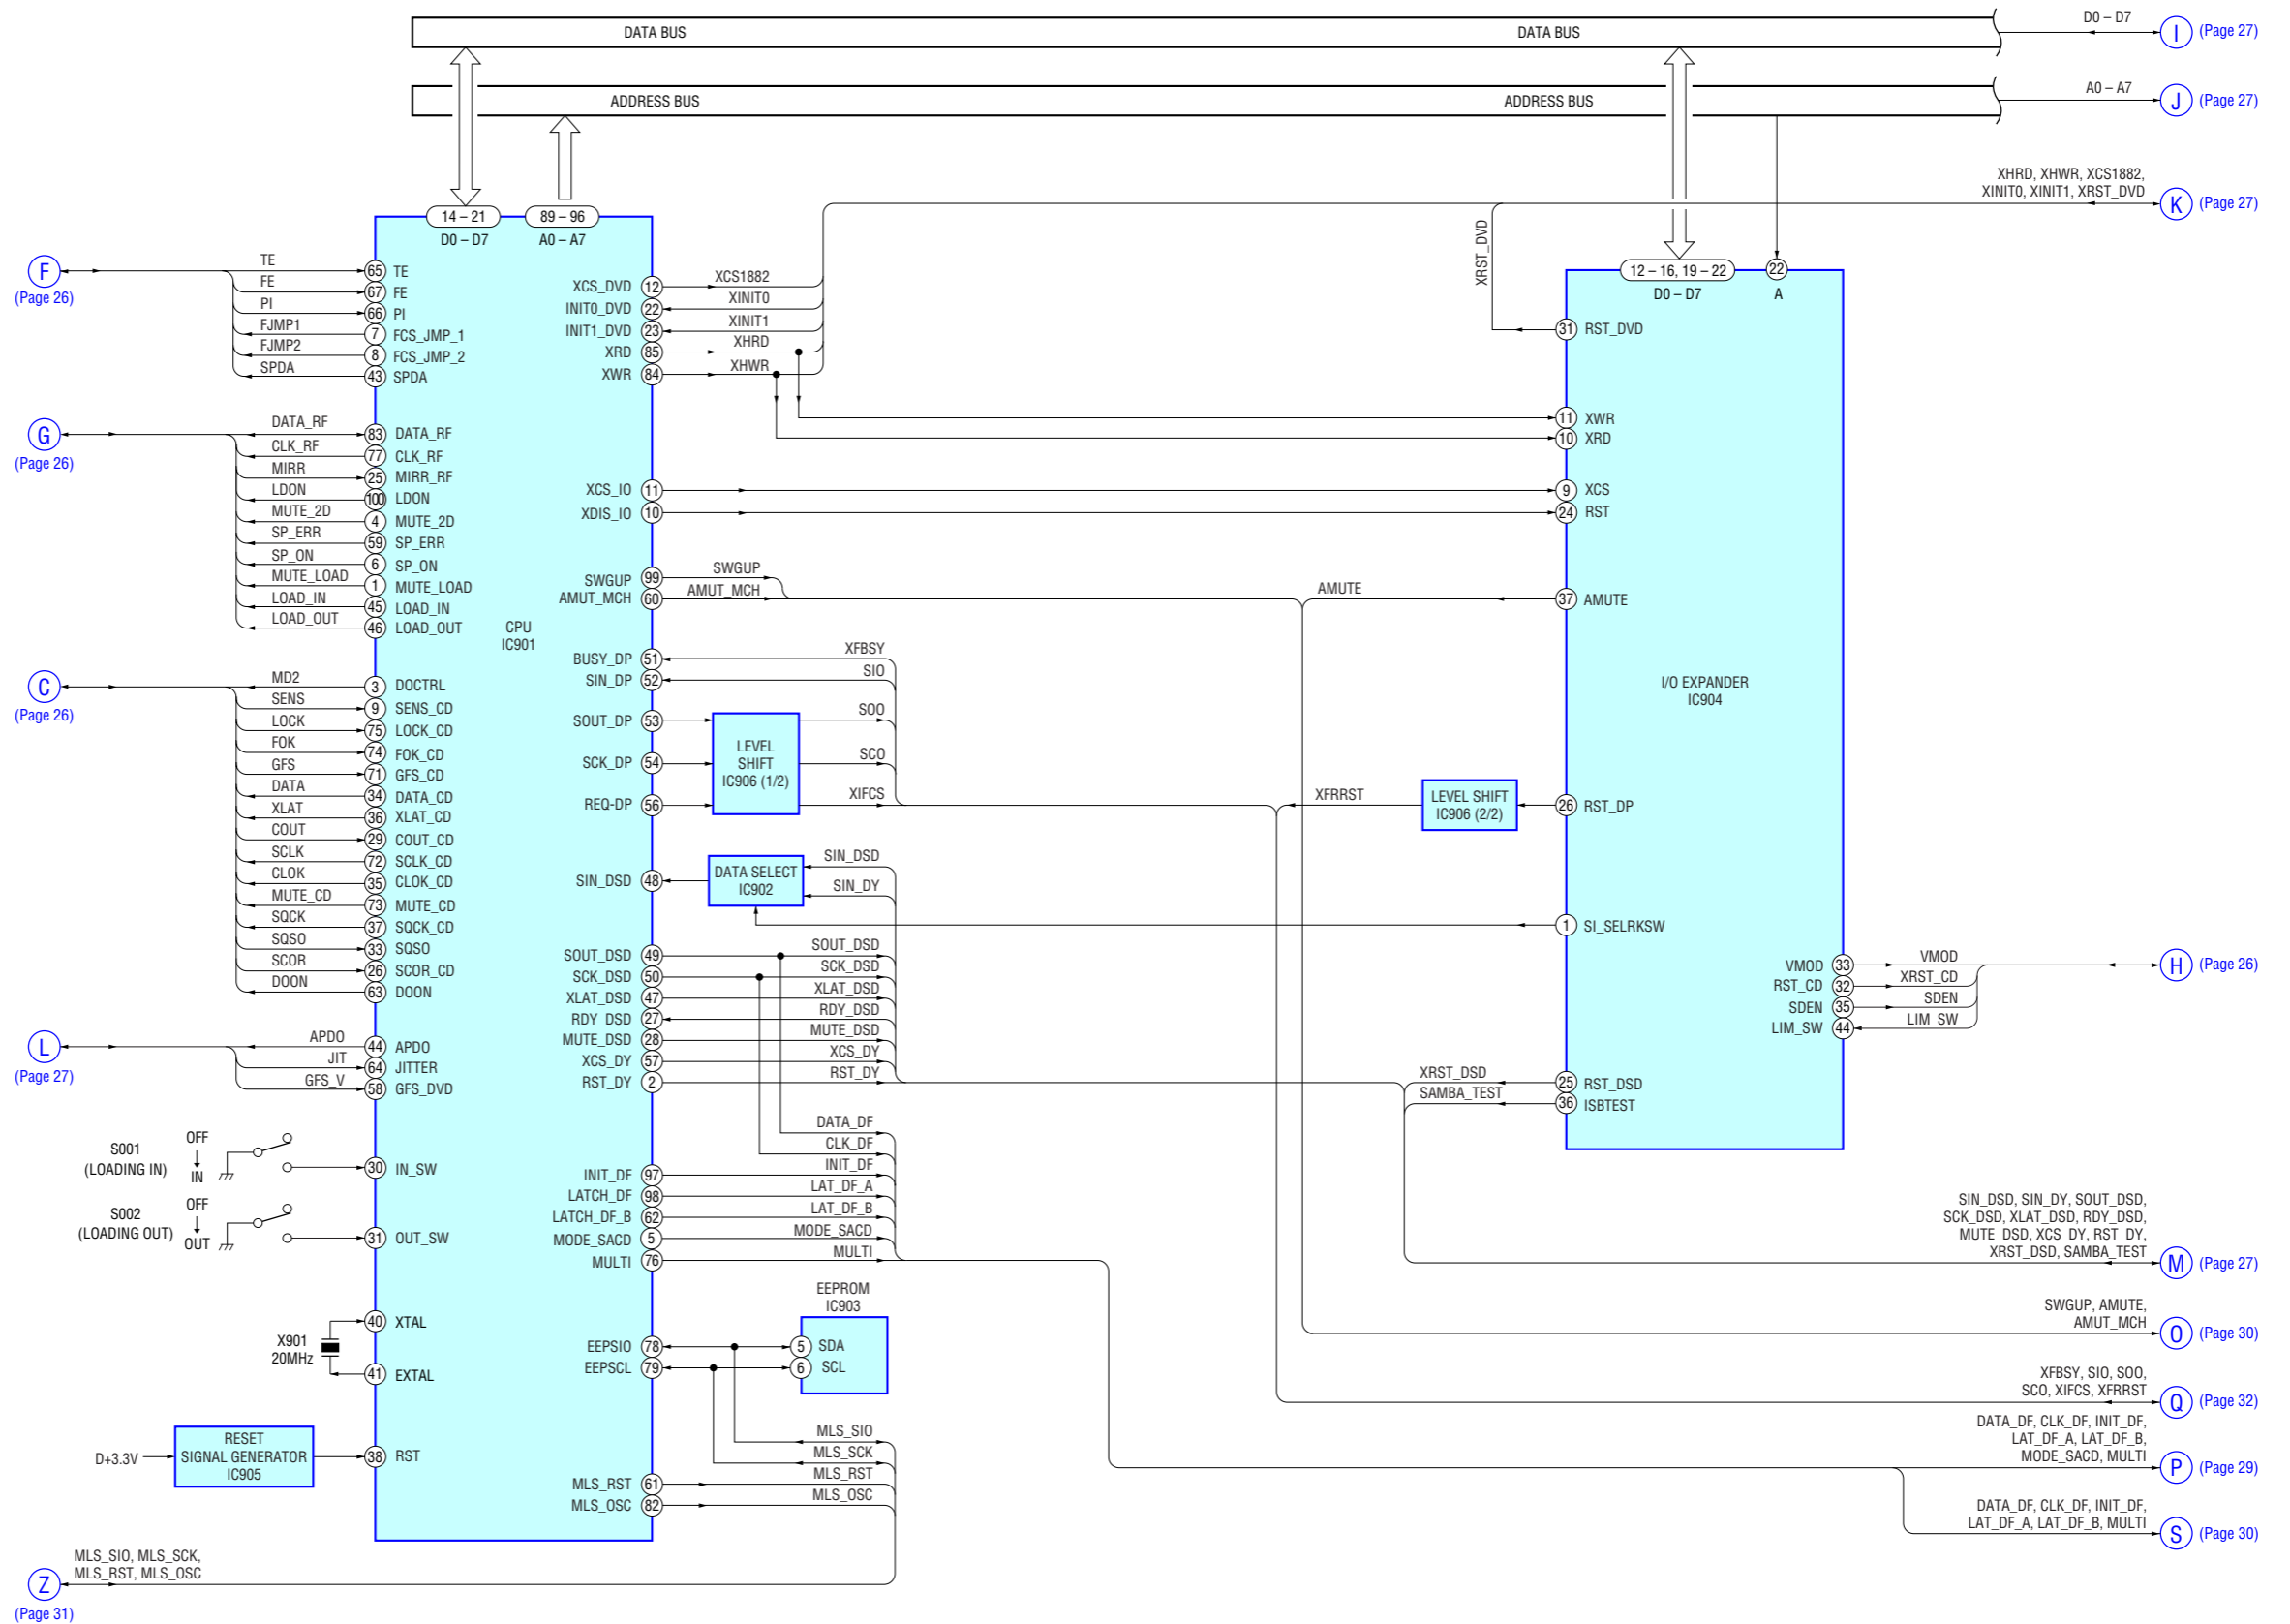 DATA BUS DATA BUS D0 – D7 I (Page 27)
ADDRESS BUS ADDRESS BUS A0 – A7 J (Page 27)
XHRD, XHWR, XCS1882,
XINIT0, XINIT1, XRST_DVD K (Page 27)
XRST_DVD
14 – 21 89 – 96
D0 – D7 A0 – A7
12 – 16, 19 – 22 22
D0 – D7 A
F (Page 26)
TE 65 TE
FE 67 FE
PI 66 PI
FJMP1 7 FCS_JMP_1
FJMP2 8 FCS_JMP_2
SPDA 43 SPDA
G (Page 26)
DATA_RF 83 DATA_RF
CLK_RF 77 CLK_RF
MIRR 25 MIRR_RF
LDON 100 LDON
MUTE_2D 4 MUTE_2D
SP_ERR 59 SP_ERR
SP_ON 6 SP_ON
MUTE_LOAD 1 MUTE_LOAD
LOAD_IN 45 LOAD_IN
LOAD_OUT 46 LOAD_OUT
CPU
IC901
C (Page 26)
MD2 3 DOCTRL
SENS 9 SENS_CD
LOCK 75 LOCK_CD
FOK 74 FOK_CD
GFS 71 GFS_CD
DATA 34 DATA_CD
XLAT 36 XLAT_CD
COUT 29 COUT_CD
SCLK 72 SCLK_CD
CLOK 35 CLOK_CD
MUTE_CD 73 MUTE_CD
SQCK 37 SQCK_CD
SQSO 33 SQSO
SCOR 26 SCOR_CD
DOON 63 DOON
L (Page 27)
APDO 44 APDO
JIT 64 JITTER
GFS_V 58 GFS_DVD
S001
(LOADING IN)
OFF
IN
30 IN_SW
S002
(LOADING OUT)
OFF
OUT
31 OUT_SW
X901
20MHz
40 XTAL
41 EXTAL
D+3.3V
RESET
SIGNAL GENERATOR
IC905
38 RST
MLS_SIO, MLS_SCK,
MLS_RST, MLS_OSC
Z (Page 31)
XCS_DVD 12 XCS1882
INIT0_DVD 22 XINIT0
INIT1_DVD 23 XINIT1
XRD 85 XHRD
XWR 84 XHWR
XCS_IO 11
XDIS_IO 10
SWGUP 99 SWGUP
AMUT_MCH 60 AMUT_MCH
BUSY_DP 51 XFBSY
SIN_DP 52 SIO
SOUT_DP 53 SOO
SCK_DP 54 SCO
REQ-DP 56 XIFCS
LEVEL
SHIFT
IC906 (1/2)
SIN_DSD 48
DATA SELECT
IC902
SIN_DSD
SIN_DY
SOUT_DSD 49 SOUT_DSD
SCK_DSD 50 SCK_DSD
XLAT_DSD 47 XLAT_DSD
RDY_DSD 27 RDY_DSD
MUTE_DSD 28 MUTE_DSD
XCS_DY 57 XCS_DY
RST_DY 2 RST_DY
DATA_DF
CLK_DF
INIT_DF 97 INIT_DF
LATCH_DF 98 LAT_DF_A
LATCH_DF_B 62 LAT_DF_B
MODE_SACD 5 MODE_SACD
MULTI 76 MULTI
EEPROM
IC903
EEPSIO 78 5 SDA
EEPSCL 79 6 SCL
MLS_SIO
MLS_SCK
MLS_RST 61 MLS_RST
MLS_OSC 82 MLS_OSC
31 RST_DVD
11 XWR
10 XRD
9 XCS
24 RST
AMUTE 37 AMUTE
I/O EXPANDER
IC904
XFRRST
LEVEL SHIFT
IC906 (2/2)
26 RST_DP
1 SI_SELRKSW
VMOD 33 VMOD
RST_CD 32 XRST_CD
SDEN 35 SDEN
LIM_SW 44 LIM_SW
H (Page 26)
XRST_DSD 25 RST_DSD
SAMBA_TEST 36 ISBTEST
SIN_DSD, SIN_DY, SOUT_DSD,
SCK_DSD, XLAT_DSD, RDY_DSD,
MUTE_DSD, XCS_DY, RST_DY,
XRST_DSD, SAMBA_TEST
M (Page 27)
SWGUP, AMUTE,
AMUT_MCH
O (Page 30)
XFBSY, SIO, SOO,
SCO, XIFCS, XFRRST
Q (Page 32)
DATA_DF, CLK_DF, INIT_DF,
LAT_DF_A, LAT_DF_B,
MODE_SACD, MULTI
P (Page 29)
DATA_DF, CLK_DF, INIT_DF,
LAT_DF_A, LAT_DF_B, MULTI
S (Page 30)